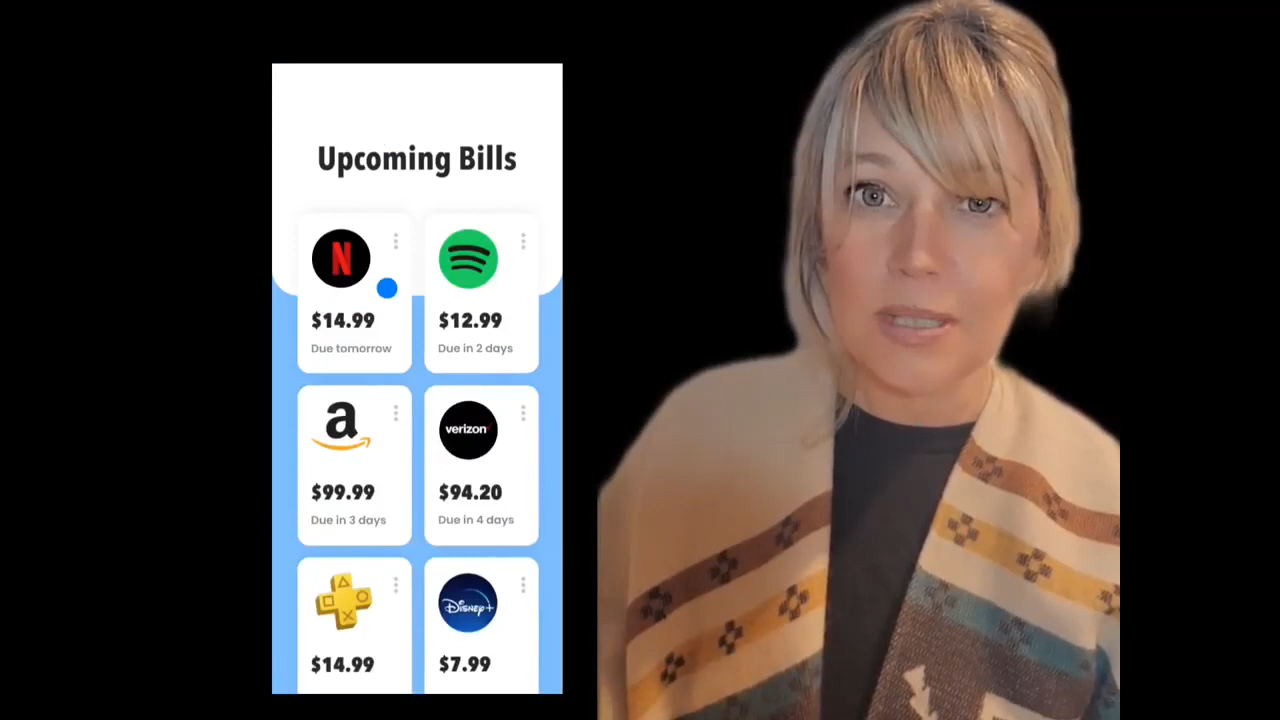 Upcoming Bills
N
$14.99
Due tomorrow
$12.99
Due in 2 days
a
$99.99
Due in 3 days
verizon
$94.20
Due in 4 days
$14.99
Disney+
$7.99